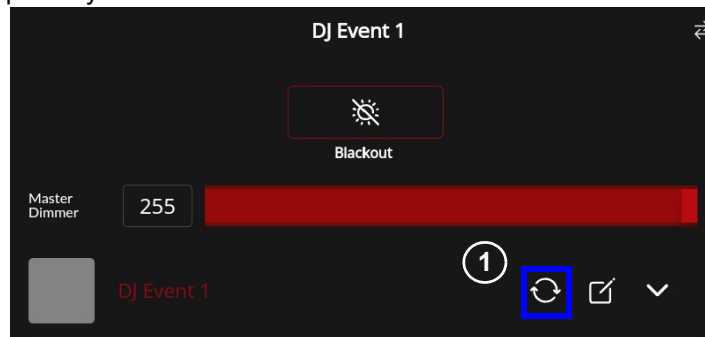 DJ Event 1
Blackout
Master
Dimmer
255
1
DJ Event 1